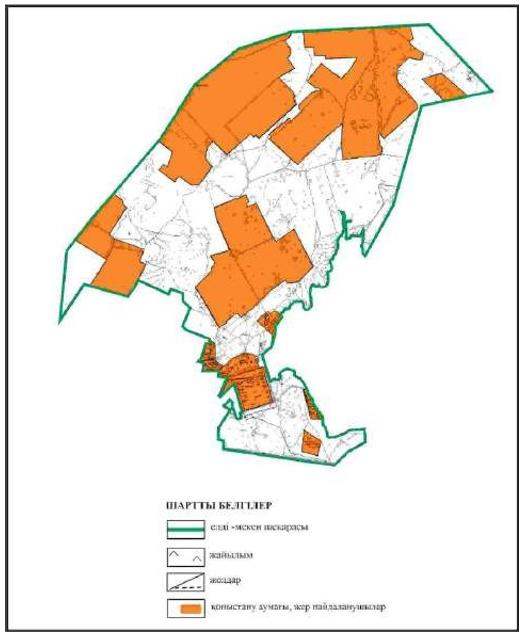 ШАРТТЫ БЕЛГІЛЕР
елді -мекен шекарасы
жайылым
жолдар
қоныстану аумағы, жер пайдаланушылар